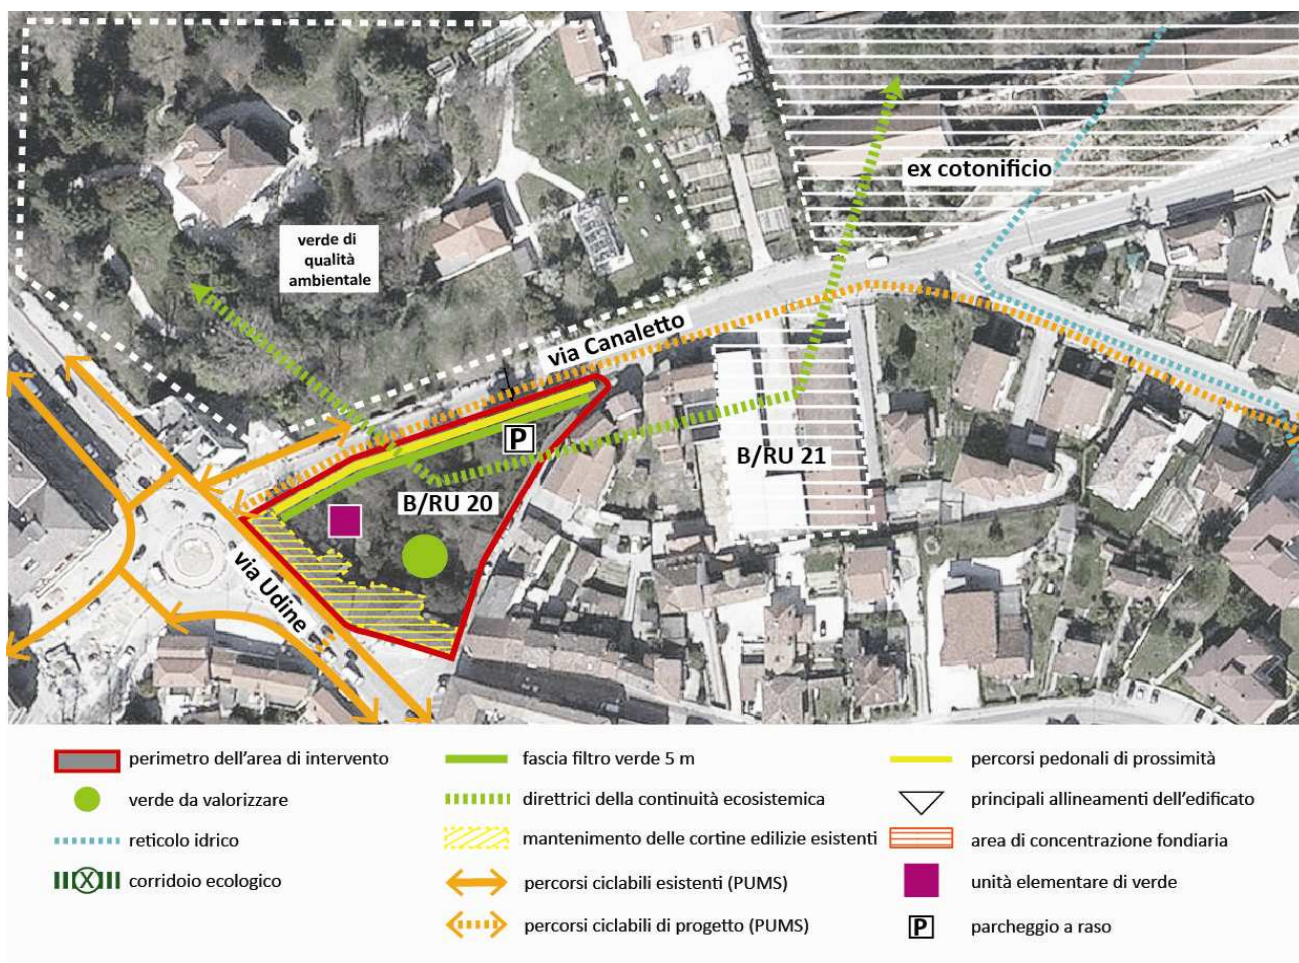 ex cotonificio
verde di
qualità
ambientale
via Canaletto
P
B/RU 21
B/RU 20
via Udine
perimetro dell'area di intervento
fascia filtro verde 5 m
percorsi pedonali di prossimità
verde da valorizzare
direttrici della continuità ecosistemica
principali allineamenti dell'edificato
reticolo idrico
mantenimento delle cortine edilizie esistenti
area di concentrazione fondiaria
X
corridoio ecologico
percorsi ciclabili esistenti (PUMS)
unità elementare di verde
percorsi ciclabili di progetto (PUMS)
P
parcheggio a raso